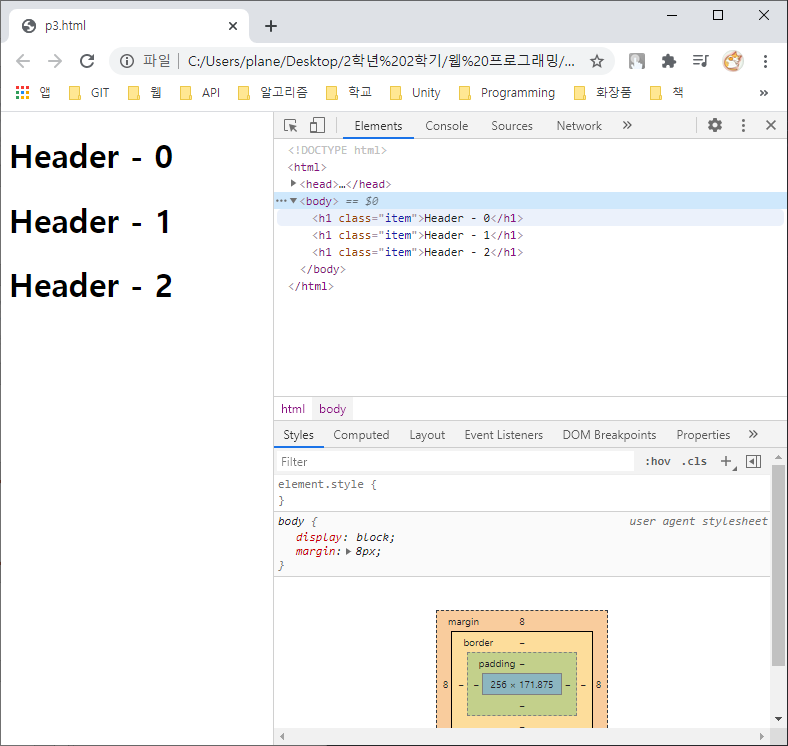 p3.html
파일 C:/Users/plane/Desktop/2학년%202학기/웹%20프로그래밍/...
앱 GIT 웹 API 알고리즘 학교 Unity Programming 화장품 책 »
Header - 0
Header - 1
Header - 2
Elements Console Sources Network »
<!DOCTYPE html>
<html>
<head>…</head>
<body> == $0
<h1 class="item">Header - 0</h1>
<h1 class="item">Header - 1</h1>
<h1 class="item">Header - 2</h1>
</body>
</html>
html body
Styles Computed Layout Event Listeners DOM Breakpoints Properties »
Filter :hov .cls +
element.style {
}
body { user agent stylesheet
display: block;
margin: 8px;
}
margin 8
border –
padding –
8 – – 256 × 171.875 – – 8
–
–